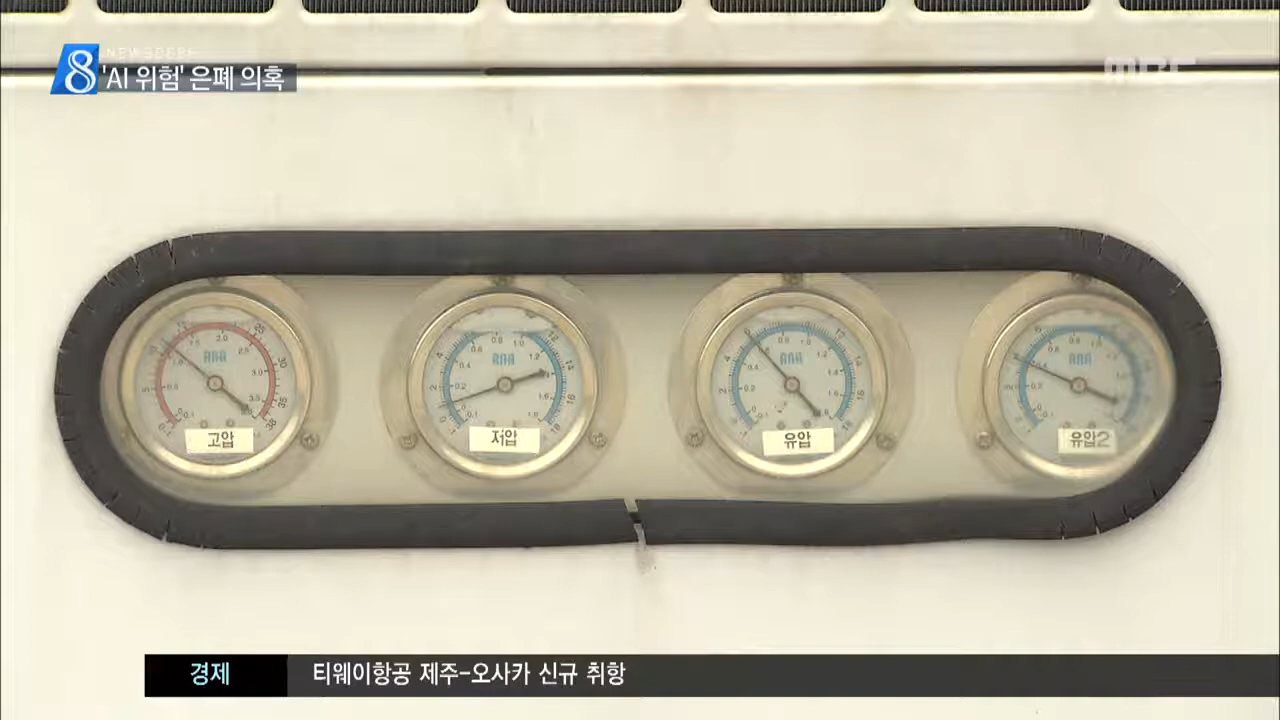 NEWSDESK
8 'AI 위험' 은폐 의혹
MBC
고압
저압
유압
유압2
경제 티웨이항공 제주-오사카 신규 취항